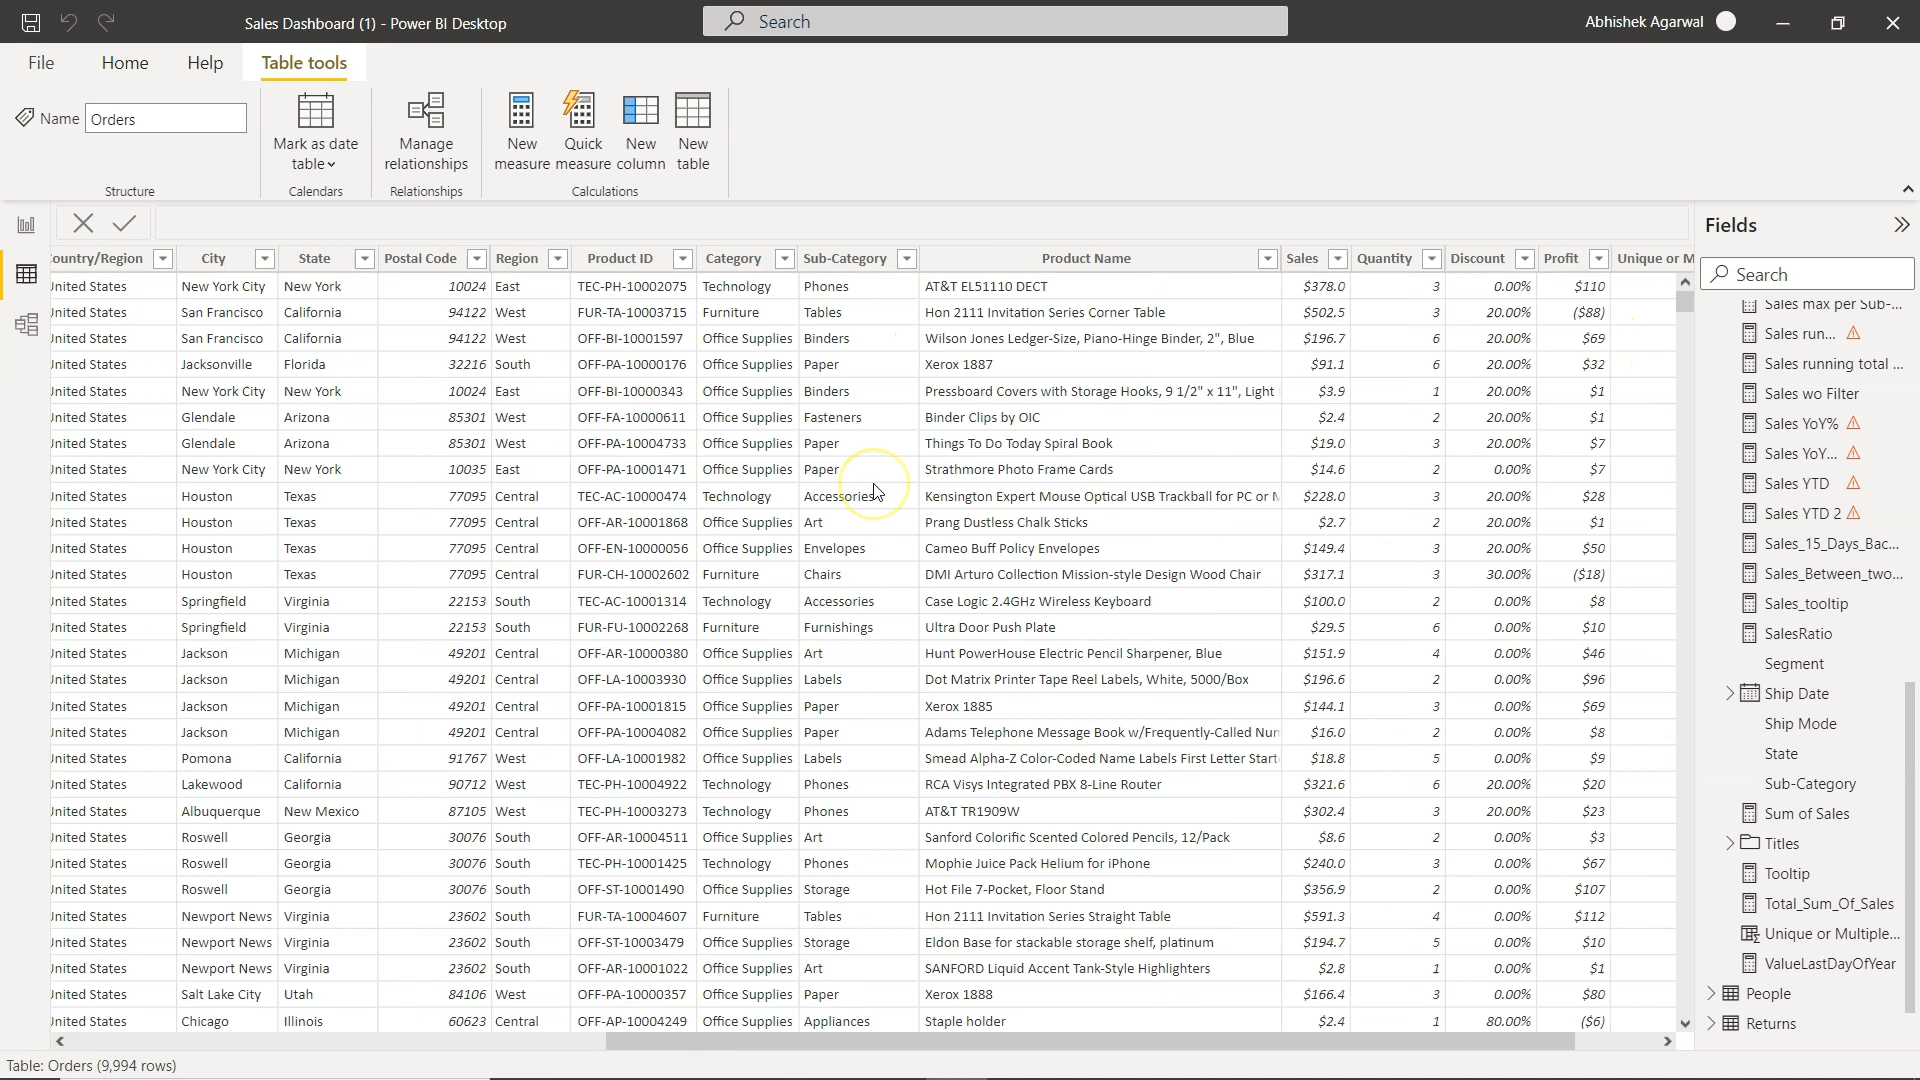 Sales Dashboard (1) - Power BI Desktop
Search
Abhishek Agarwal
File Home Help Table tools
Name Orders
Mark as date table
Manage relationships
New measure
Quick measure
New column
New table
Structure Calendars Relationships Calculations
Fields
Search
ountry/Region City State Postal Code Region Product ID Category Sub-Category Product Name Sales Quantity Discount Profit Unique or M
United States New York City New York 10024 East TEC-PH-10002075 Technology Phones AT&T EL51110 DECT $378.0 3 0.00% $110
United States San Francisco California 94122 West FUR-TA-10003715 Furniture Tables Hon 2111 Invitation Series Corner Table $502.5 3 20.00% ($88)
United States San Francisco California 94122 West OFF-BI-10001597 Office Supplies Binders Wilson Jones Ledger-Size, Piano-Hinge Binder, 2", Blue $196.7 6 20.00% $69
United States Jacksonville Florida 32216 South OFF-PA-10000176 Office Supplies Paper Xerox 1887 $91.1 6 20.00% $32
United States New York City New York 10024 East OFF-BI-10000343 Office Supplies Binders Pressboard Covers with Storage Hooks, 9 1/2" x 11", Light $3.9 1 20.00% $1
United States Glendale Arizona 85301 West OFF-FA-10000611 Office Supplies Fasteners Binder Clips by OIC $2.4 2 20.00% $1
United States Glendale Arizona 85301 West OFF-PA-10004733 Office Supplies Paper Things To Do Today Spiral Book $19.0 3 20.00% $7
United States New York City New York 10035 East OFF-PA-10001471 Office Supplies Paper Strathmore Photo Frame Cards $14.6 2 0.00% $7
United States Houston Texas 77095 Central TEC-AC-10000474 Technology Accessories Kensington Expert Mouse Optical USB Trackball for PC or M $228.0 3 20.00% $28
United States Houston Texas 77095 Central OFF-AR-10001868 Office Supplies Art Prang Dustless Chalk Sticks $2.7 2 20.00% $1
United States Houston Texas 77095 Central OFF-EN-10000056 Office Supplies Envelopes Cameo Buff Policy Envelopes $149.4 3 20.00% $50
United States Houston Texas 77095 Central FUR-CH-10002602 Furniture Chairs DMI Arturo Collection Mission-style Design Wood Chair $317.1 3 30.00% ($18)
United States Springfield Virginia 22153 South TEC-AC-10001314 Technology Accessories Case Logic 2.4GHz Wireless Keyboard $100.0 2 0.00% $8
United States Springfield Virginia 22153 South FUR-FU-10002268 Furniture Furnishings Ultra Door Push Plate $29.5 6 0.00% $10
United States Jackson Michigan 49201 Central OFF-AR-10000380 Office Supplies Art Hunt PowerHouse Electric Pencil Sharpener, Blue $151.9 4 0.00% $46
United States Jackson Michigan 49201 Central OFF-LA-10003930 Office Supplies Labels Dot Matrix Printer Tape Reel Labels, White, 5000/Box $196.6 2 0.00% $96
United States Jackson Michigan 49201 Central OFF-PA-10001815 Office Supplies Paper Xerox 1885 $144.1 3 0.00% $69
United States Jackson Michigan 49201 Central OFF-PA-10004082 Office Supplies Paper Adams Telephone Message Book w/Frequently-Called Nur $16.0 2 0.00% $8
United States Pomona California 91767 West OFF-LA-10001982 Office Supplies Labels Smead Alpha-Z Color-Coded Name Labels First Letter Start $18.8 5 0.00% $9
United States Lakewood California 90712 West TEC-PH-10004922 Technology Phones RCA Visys Integrated PBX 8-Line Router $321.6 6 20.00% $20
United States Albuquerque New Mexico 87105 West TEC-PH-10003273 Technology Phones AT&T TR1909W $302.4 3 20.00% $23
United States Roswell Georgia 30076 South OFF-AR-10004511 Office Supplies Art Sanford Colorific Scented Colored Pencils, 12/Pack $8.6 2 0.00% $3
United States Roswell Georgia 30076 South TEC-PH-10001425 Technology Phones Mophie Juice Pack Helium for iPhone $240.0 3 0.00% $67
United States Roswell Georgia 30076 South OFF-ST-10001490 Office Supplies Storage Hot File 7-Pocket, Floor Stand $356.9 2 0.00% $107
United States Newport News Virginia 23602 South FUR-TA-10004607 Furniture Tables Hon 2111 Invitation Series Straight Table $591.3 4 0.00% $112
United States Newport News Virginia 23602 South OFF-ST-10003479 Office Supplies Storage Eldon Base for stackable storage shelf, platinum $194.7 5 0.00% $10
United States Newport News Virginia 23602 South OFF-AR-10001022 Office Supplies Art SANFORD Liquid Accent Tank-Style Highlighters $2.8 1 0.00% $1
United States Salt Lake City Utah 84106 West OFF-PA-10000357 Office Supplies Paper Xerox 1888 $166.4 3 0.00% $80
United States Chicago Illinois 60623 Central OFF-AP-10004249 Office Supplies Appliances Staple holder $2.4 1 80.00% ($6)
Sales max per Sub-...
Sales run...
Sales running total ...
Sales wo Filter
Sales YoY%
Sales YoY...
Sales YTD
Sales YTD 2
Sales_15_Days_Bac...
Sales_Between_two...
Sales_tooltip
SalesRatio
Segment
Ship Date
Ship Mode
State
Sub-Category
Sum of Sales
Titles
Tooltip
Total_Sum_Of_Sales
Unique or Multiple...
ValueLastDayOfYear
People
Returns
Table: Orders (9,994 rows)